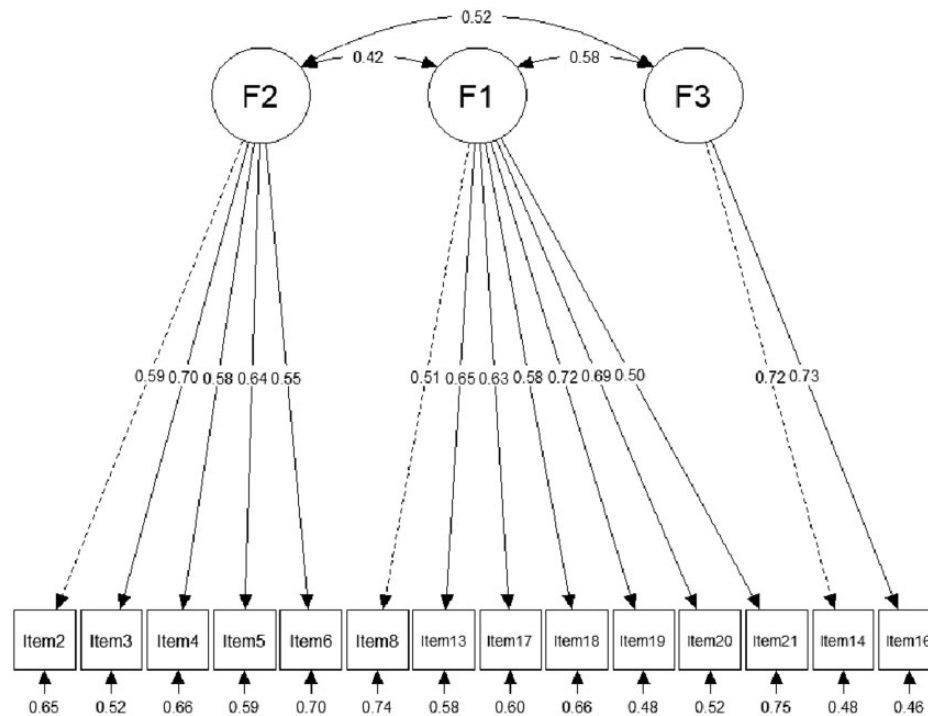 0.52
0.42 0.58
F2 F1 F3
0.59 0.70 0.58 0.64 0.55 0.51 0.65 0.63 0.58 0.72 0.69 0.50 0.72 0.73
Item2 Item3 Item4 Item5 Item6 Item8 Item13 Item17 Item18 Item19 Item20 Item21 Item14 Item16
0.65 0.52 0.66 0.59 0.70 0.74 0.58 0.60 0.66 0.48 0.52 0.75 0.48 0.46